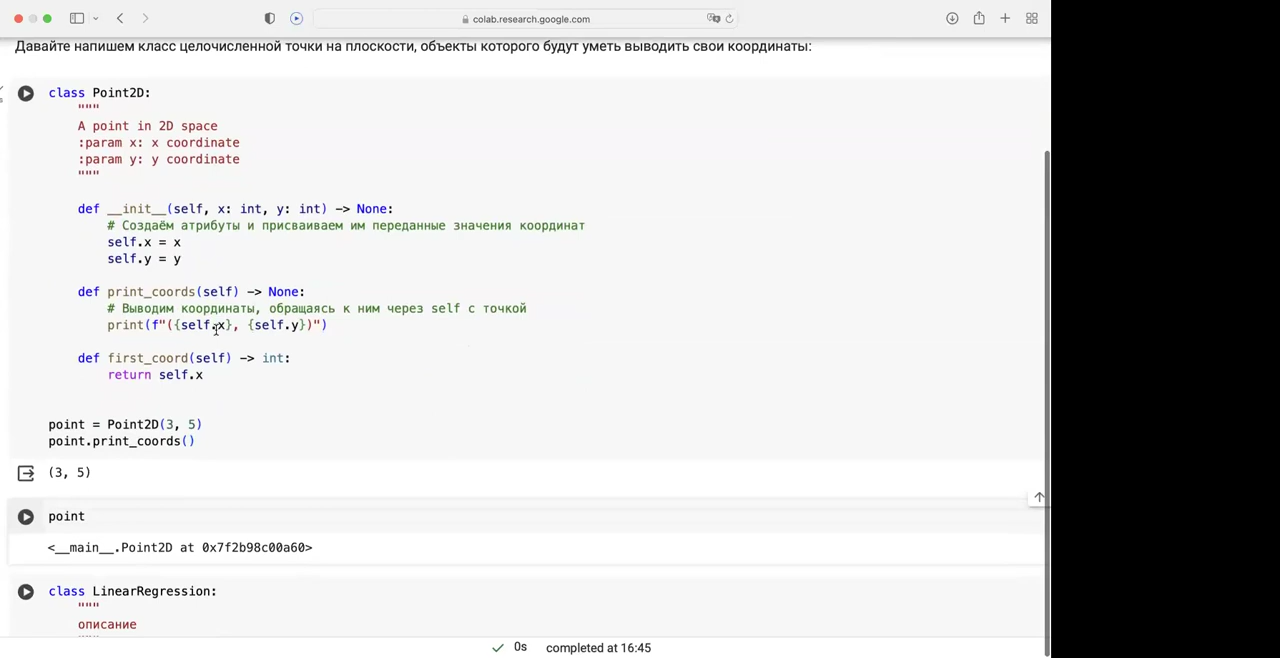 colab.research.google.com
Давайте напишем класс целочисленной точки на плоскости, объекты которого будут уметь выводить свои координаты:
class Point2D:
"""
A point in 2D space
:param x: x coordinate
:param y: y coordinate
"""
def __init__(self, x: int, y: int) -> None:
# Создаём атрибуты и присваиваем им переданные значения координат
self.x = x
self.y = y
def print_coords(self) -> None:
# Выводим координаты, обращаясь к ним через self с точкой
print(f"({self.x}, {self.y})")
def first_coord(self) -> int:
return self.x
point = Point2D(3, 5)
point.print_coords()
(3, 5)
point
<__main__.Point2D at 0x7f2b98c00a60>
class LinearRegression:
"""
описание
0s completed at 16:45